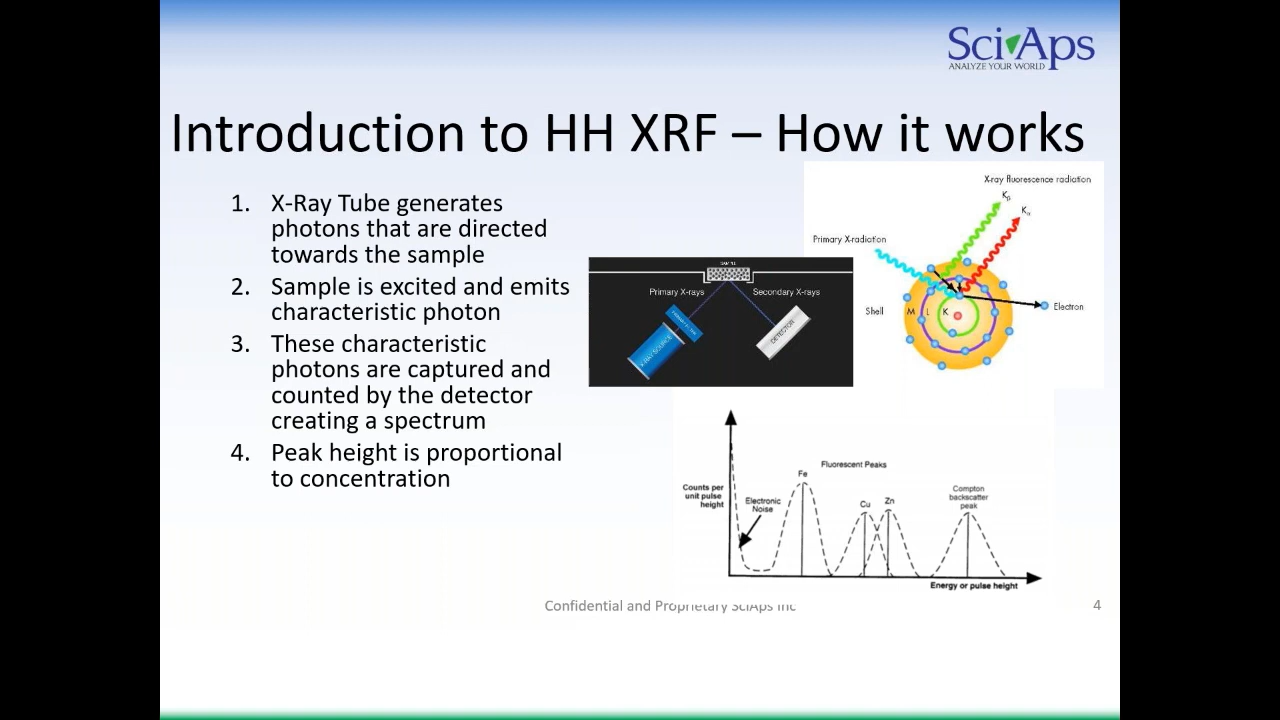 SciAps
ANALYZE YOUR WORLD
Introduction to HH XRF – How it works
1. X-Ray Tube generates
photons that are directed
towards the sample
2. Sample is excited and emits
characteristic photon
3. These characteristic
photons are captured and
counted by the detector
creating a spectrum
4. Peak height is proportional
to concentration
X-ray fluorescence radiation
Kβ
Kα
Primary X-radiation
Electron
Shell
M
L
K
SAMPLE
Primary X-rays
Secondary X-rays
X-RAY SOURCE
DETECTOR
Counts per
unit pulse
height
Electronic
Noise
Fe
Fluorescent Peaks
Cu
Zn
Compton
backscatter
peak
Energy or pulse height
Confidential and Proprietary SciAps Inc
4